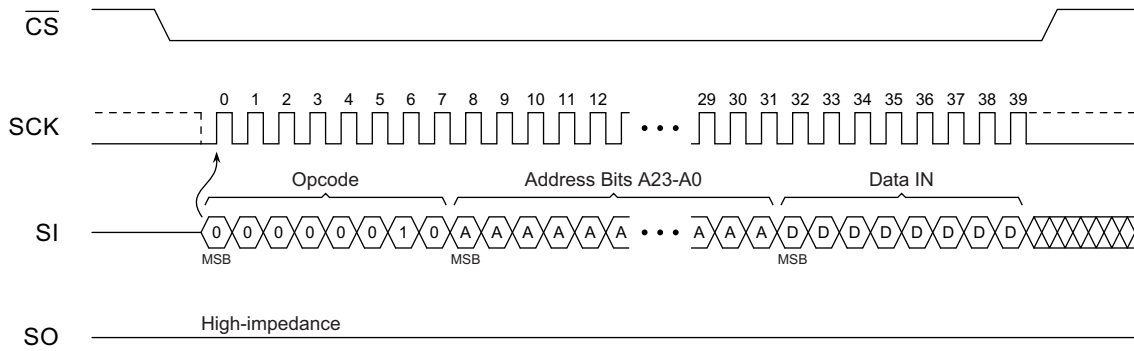 CS
0 1 2 3 4 5 6 7 8 9 10 11 12 29 30 31 32 33 34 35 36 37 38 39
SCK • • •
Opcode Address Bits A23-A0 Data IN
SI 0 0 0 0 0 0 1 0 A A A A A A • • • A A A D D D D D D D D
MSB MSB MSB
High-impedance
SO